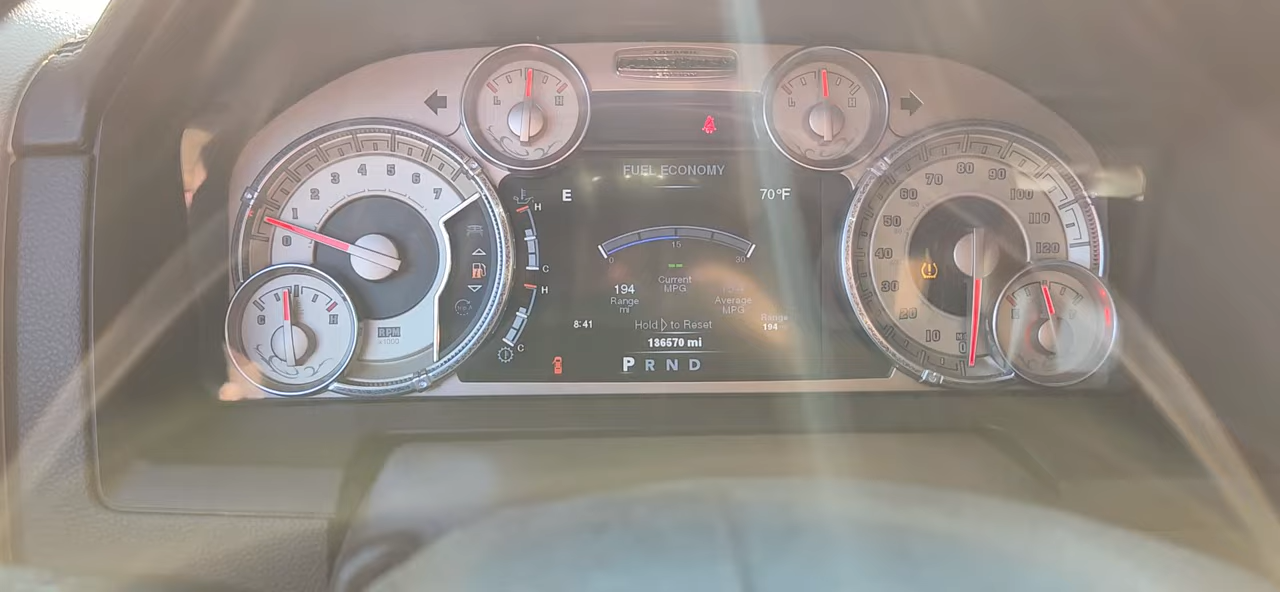 L H
L H
FUEL ECONOMY
E
70°F
0 1 2 3 4 5 6 7
RPM
x1000
C H
H
C
H
C
0 15 30
Current
MPG
194
Range
mi
Average
MPG
Hold ▷ to Reset
Range
194
8:41
136570 mi
P R N D
0 10 20 30 40 50 60 70 80 90 100 110 120
E